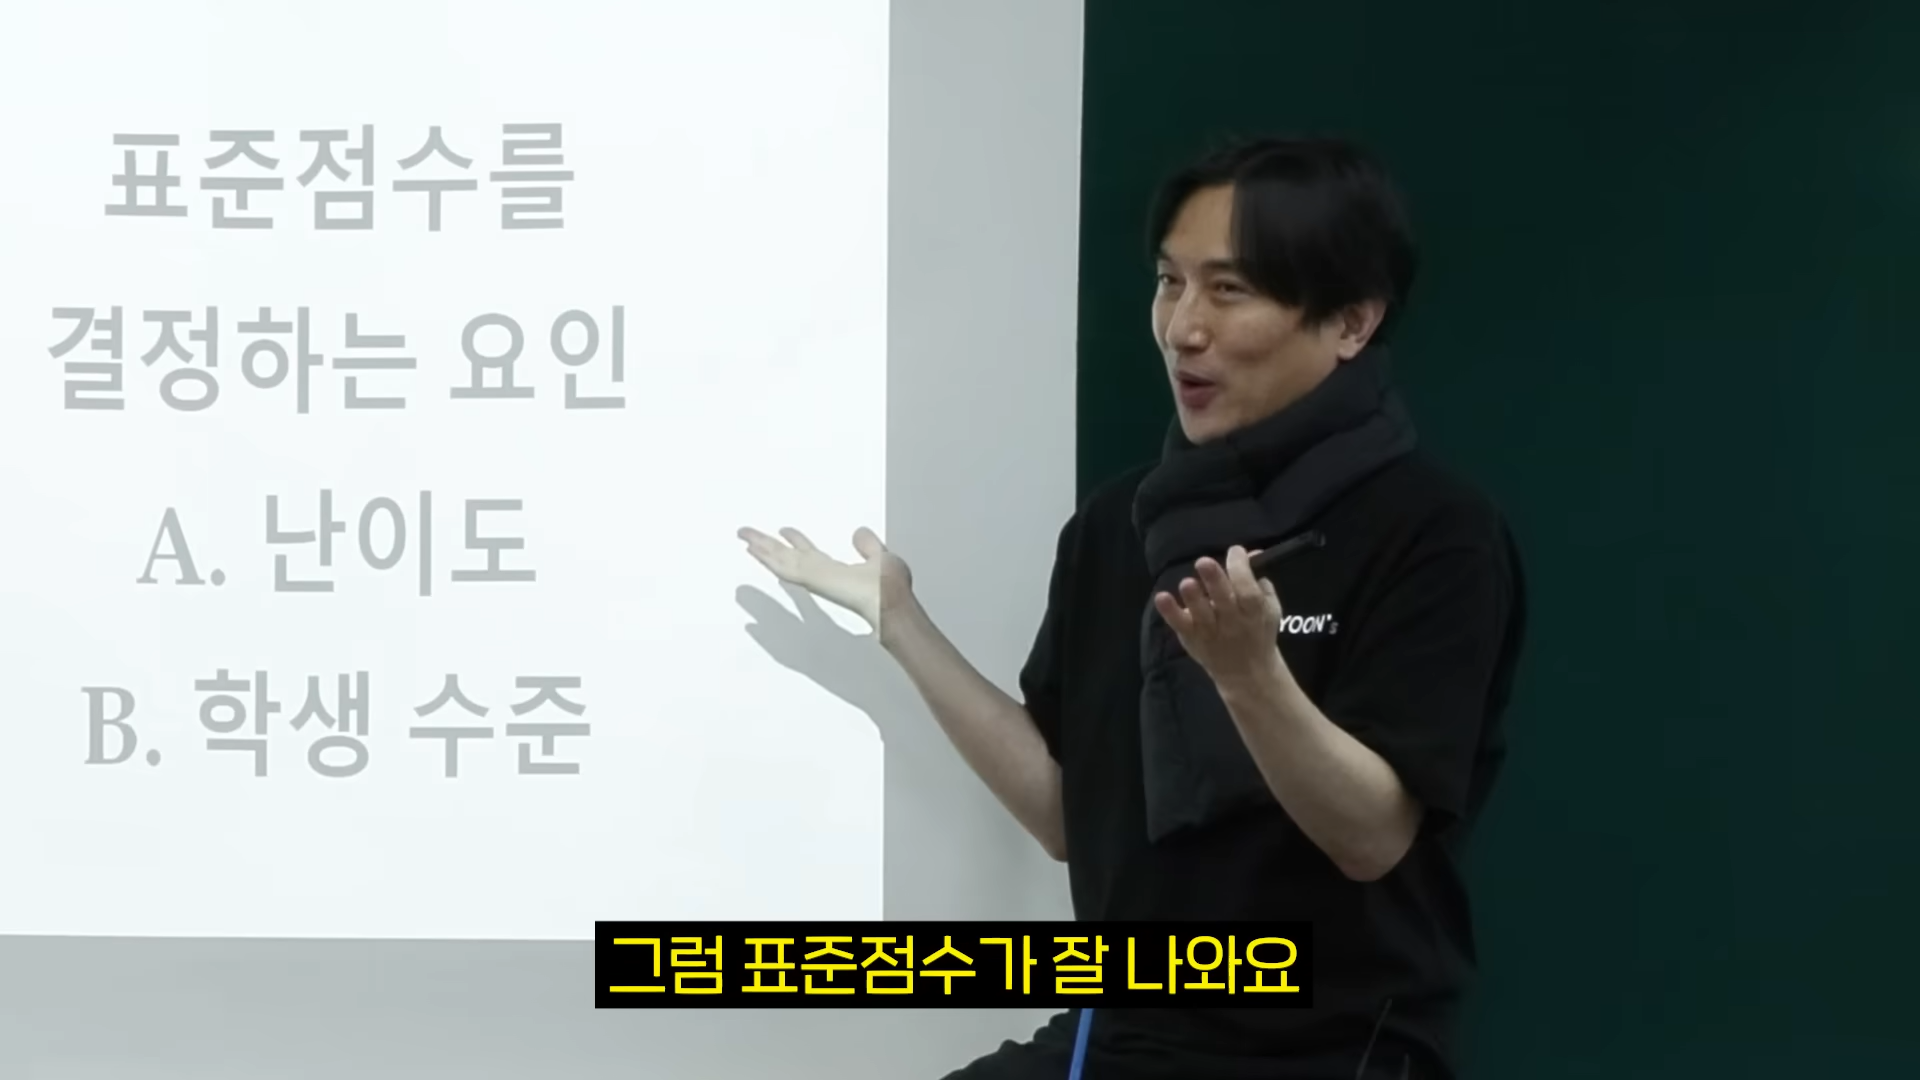 표준점수를
결정하는 요인
A. 난이도
B. 학생 수준
YOON's
그럼 표준점수가 잘 나와요